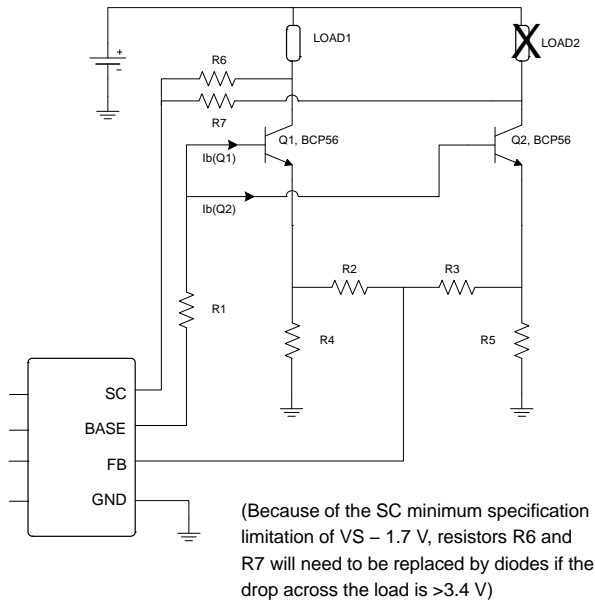 LOAD1
LOAD2
+
−
R6
R7
Q1, BCP56
Q2, BCP56
Ib(Q1)
Ib(Q2)
R2
R3
R1
R4
R5
SC
BASE
FB
GND
(Because of the SC minimum specification
limitation of VS – 1.7 V, resistors R6 and
R7 will need to be replaced by diodes if the
drop across the load is >3.4 V)